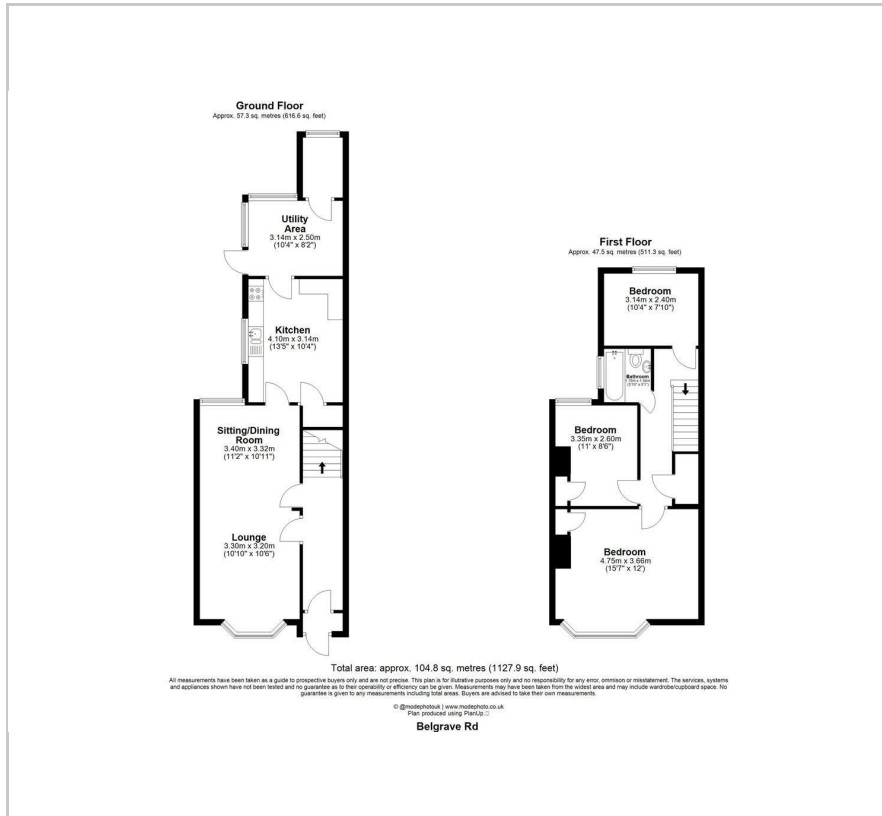 Ground Floor
Approx. 57.3 sq. metres (616.6 sq. feet)
Utility
Area
3.14m x 2.50m
(10'4" x 8'2")
Kitchen
4.10m x 3.14m
(13'5" x 10'4")
Sitting/Dining
Room
3.40m x 3.32m
(11'2" x 10'11")
Lounge
3.30m x 3.20m
(10'10" x 10'6")
First Floor
Approx. 47.5 sq. metres (511.3 sq. feet)
Bedroom
3.14m x 2.40m
(10'4" x 7'10")
Bathroom
Bedroom
3.35m x 2.60m
(11' x 8'6")
Bedroom
4.75m x 3.66m
(15'7" x 12')
Total area: approx. 104.8 sq. metres (1127.9 sq. feet)
All measurements have been taken as a guide to prospective buyers only and are not precise. This plan is for illutrative purposes only and no responsibility for any error, ommison or misstatement. The services, systems
and appliances shown have not been tested and no guarantee as to their operability or efficiency can be given. Measurements may have been taken from the widest area and may include wardrobe/cupboard space. No
guarantee is given to any measurements including total areas. Buyers are advised to take their own measurements.
© @modephotouk | www.modephoto.co.uk
Plan produced using PlanUp.
Belgrave Rd